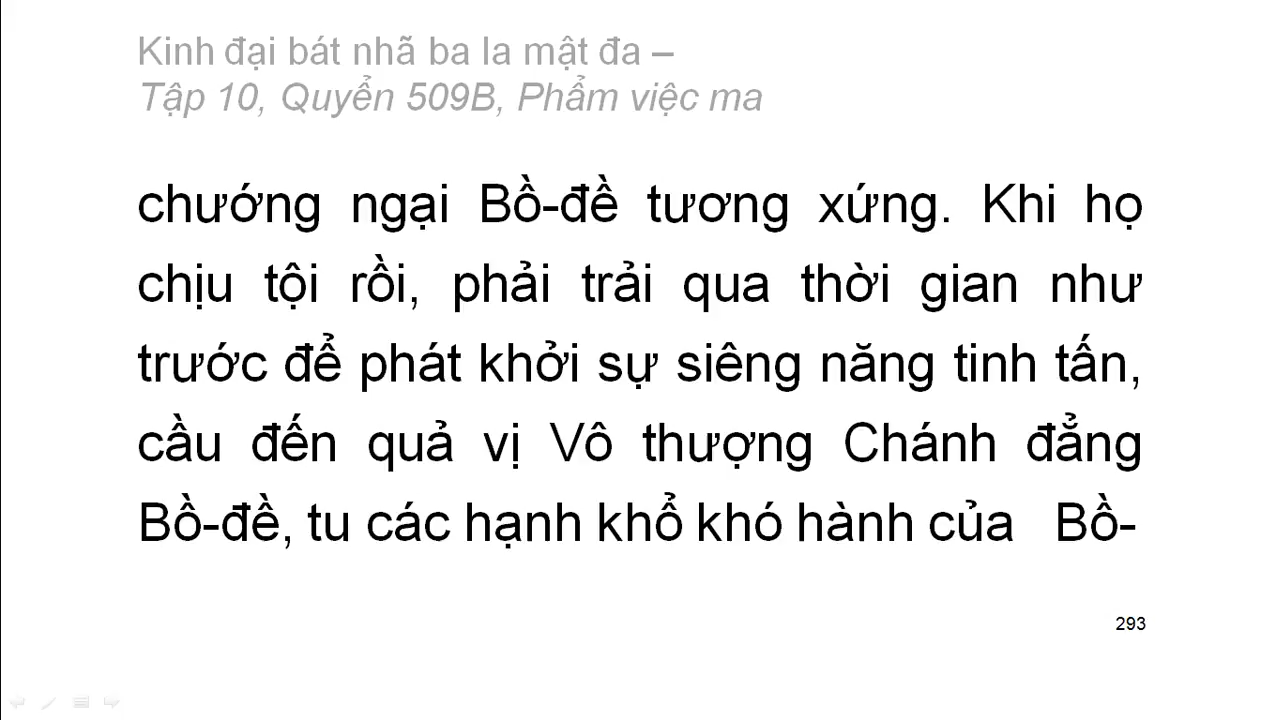 Kinh đại bát nhã ba la mật đa –
Tập 10, Quyển 509B, Phẩm việc ma
chướng ngại Bồ-đề tương xứng. Khi họ
chịu tội rồi, phải trải qua thời gian như
trước để phát khởi sự siêng năng tinh tấn,
cầu đến quả vị Vô thượng Chánh đẳng
Bồ-đề, tu các hạnh khổ khó hành của Bồ-
293